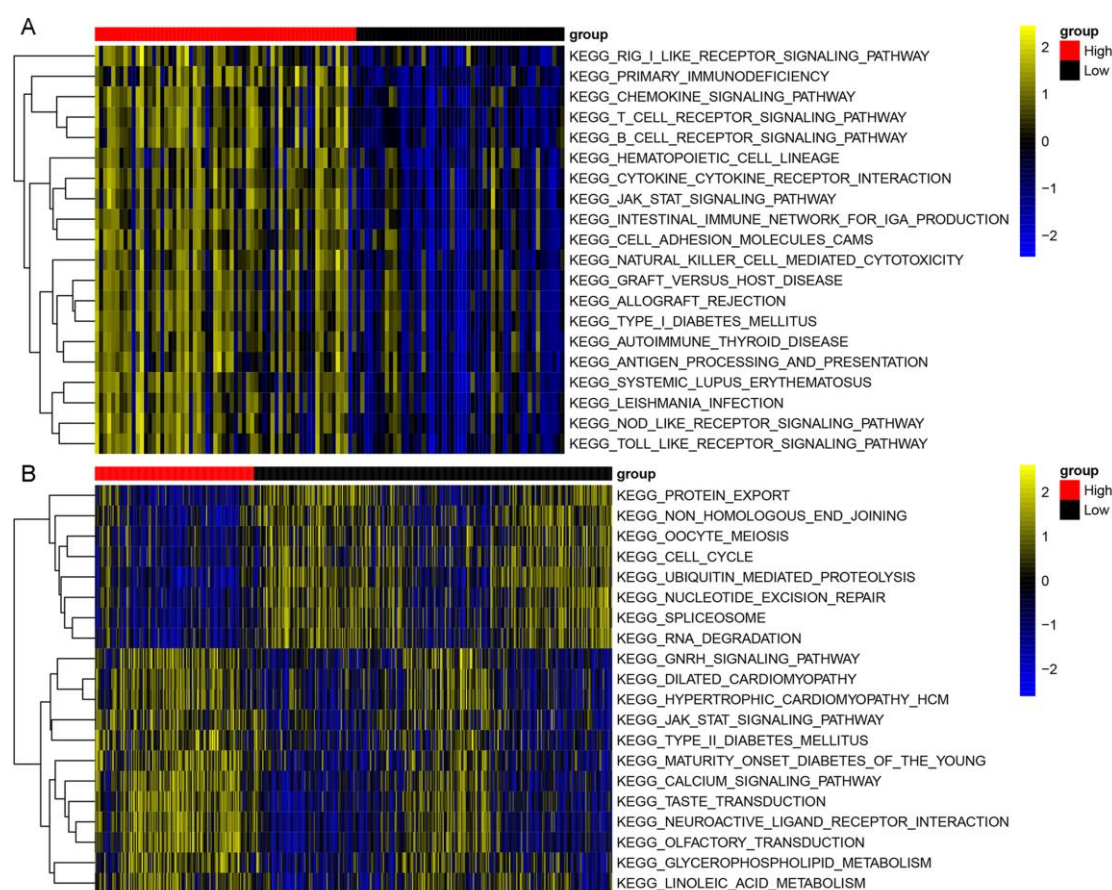 A
group
KEGG_RIG_I_LIKE_RECEPTOR_SIGNALING_PATHWAY
KEGG_PRIMARY_IMMUNODEFICIENCY
KEGG_CHEMOKINE_SIGNALING_PATHWAY
KEGG_T_CELL_RECEPTOR_SIGNALING_PATHWAY
KEGG_B_CELL_RECEPTOR_SIGNALING_PATHWAY
KEGG_HEMATOPOIETIC_CELL_LINEAGE
KEGG_CYTOKINE_CYTOKINE_RECEPTOR_INTERACTION
KEGG_JAK_STAT_SIGNALING_PATHWAY
KEGG_INTESTINAL_IMMUNE_NETWORK_FOR_IGA_PRODUCTION
KEGG_CELL_ADHESION_MOLECULES_CAMS
KEGG_NATURAL_KILLER_CELL_MEDIATED_CYTOTOXICITY
KEGG_GRAFT_VERSUS_HOST_DISEASE
KEGG_ALLOGRAFT_REJECTION
KEGG_TYPE_I_DIABETES_MELLITUS
KEGG_AUTOIMMUNE_THYROID_DISEASE
KEGG_ANTIGEN_PROCESSING_AND_PRESENTATION
KEGG_SYSTEMIC_LUPUS_ERYTHEMATOSUS
KEGG_LEISHMANIA_INFECTION
KEGG_NOD_LIKE_RECEPTOR_SIGNALING_PATHWAY
KEGG_TOLL_LIKE_RECEPTOR_SIGNALING_PATHWAY
2
1
0
−1
−2
group
High
Low
B
group
KEGG_PROTEIN_EXPORT
KEGG_NON_HOMOLOGOUS_END_JOINING
KEGG_OOCYTE_MEIOSIS
KEGG_CELL_CYCLE
KEGG_UBIQUITIN_MEDIATED_PROTEOLYSIS
KEGG_NUCLEOTIDE_EXCISION_REPAIR
KEGG_SPLICEOSOME
KEGG_RNA_DEGRADATION
KEGG_GNRH_SIGNALING_PATHWAY
KEGG_DILATED_CARDIOMYOPATHY
KEGG_HYPERTROPHIC_CARDIOMYOPATHY_HCM
KEGG_JAK_STAT_SIGNALING_PATHWAY
KEGG_TYPE_II_DIABETES_MELLITUS
KEGG_MATURITY_ONSET_DIABETES_OF_THE_YOUNG
KEGG_CALCIUM_SIGNALING_PATHWAY
KEGG_TASTE_TRANSDUCTION
KEGG_NEUROACTIVE_LIGAND_RECEPTOR_INTERACTION
KEGG_OLFACTORY_TRANSDUCTION
KEGG_GLYCEROPHOSPHOLIPID_METABOLISM
KEGG_LINOLEIC_ACID_METABOLISM
2
1
0
−1
−2
group
High
Low